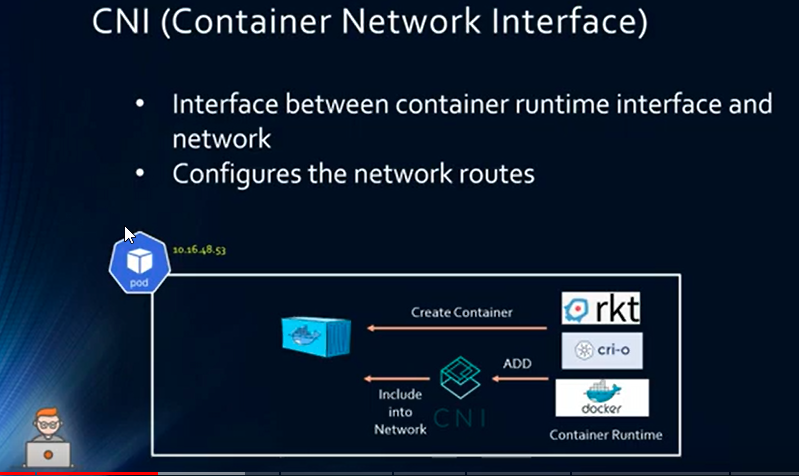 CNI (Container Network Interface)
• Interface between container runtime interface and
network
• Configures the network routes
10.16.48.53
pod
Create Container
rkt
cri-o
ADD
Include
into
Network
CNI
docker
Container Runtime